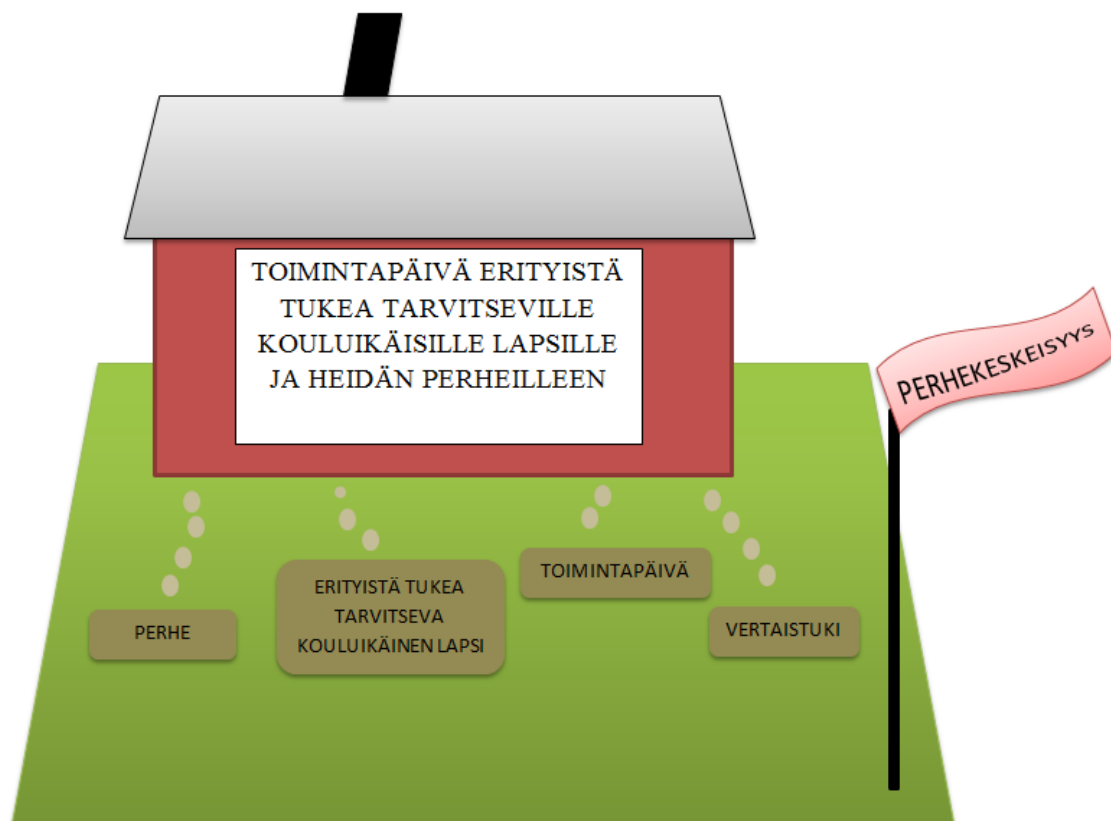 TOIMINTAPÄIVÄ ERITYISTÄ
TUKEA TARVITSEVILLE
KOULUIKÄISILLE LAPSILLE
JA HEIDÄN PERHEILLEEN
PERHEKESKEISYYS
PERHE
ERITYISTÄ TUKEA
TARVITSEVA
KOULUIKÄINEN LAPSI
TOIMINTAPÄIVÄ
VERTAISTUKI